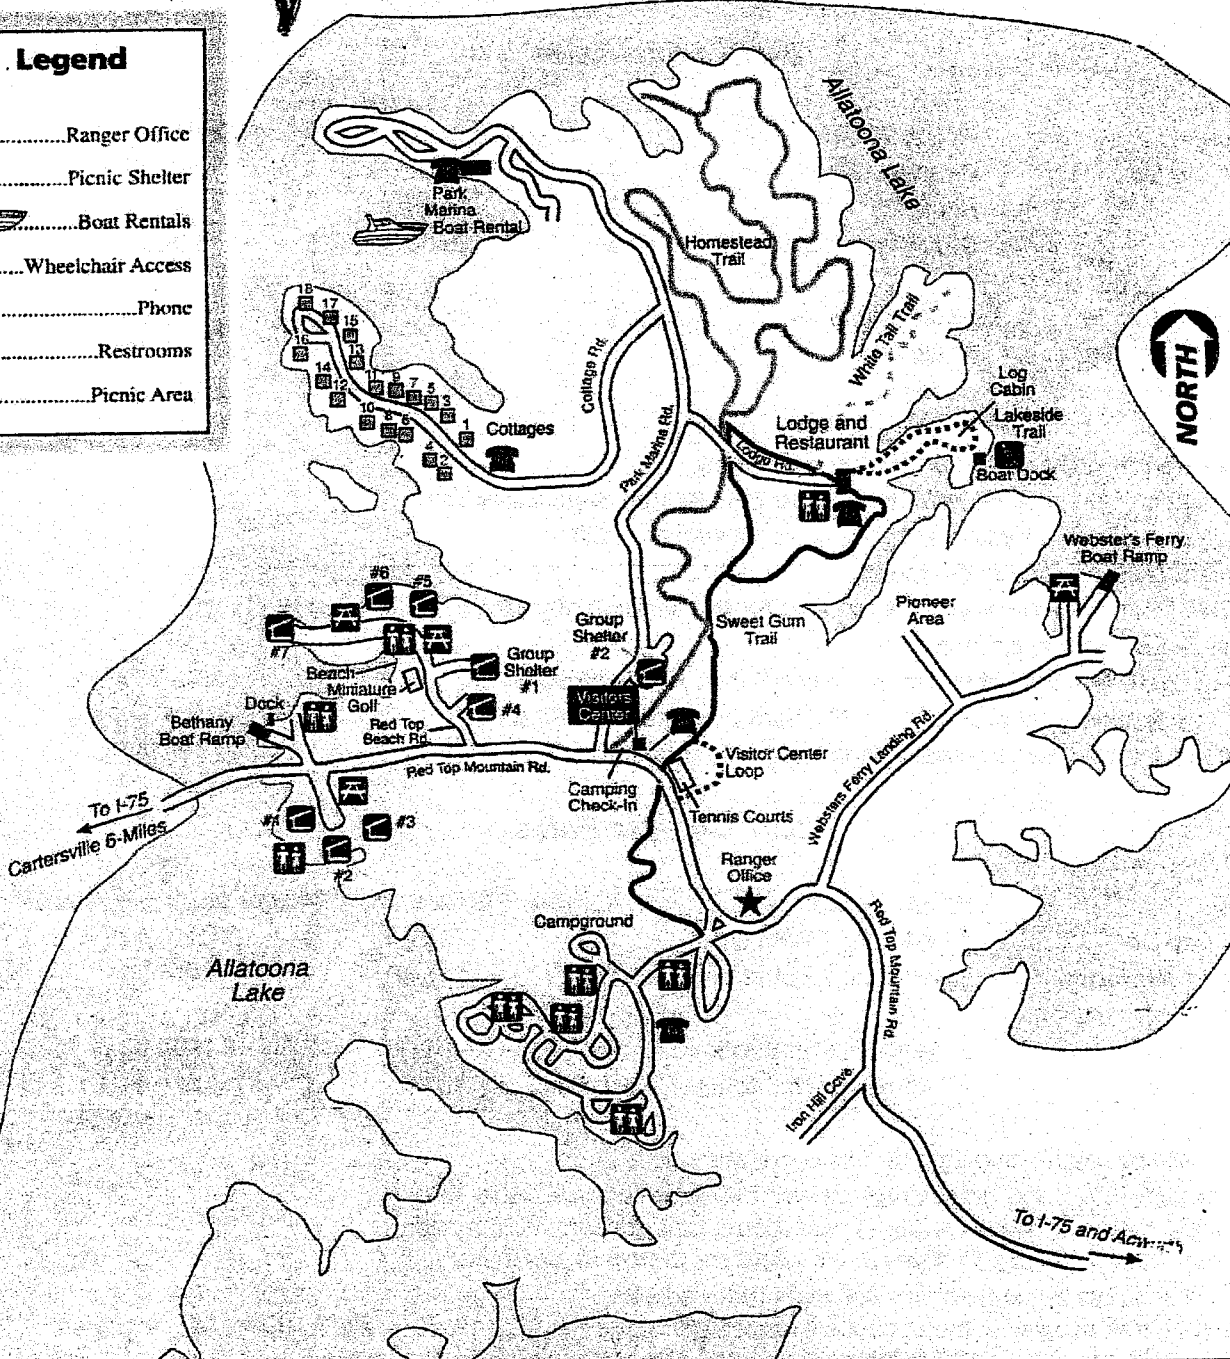 Legend
Ranger Office
Picnic Shelter
Boat Rentals
Wheelchair Access
Phone
Restrooms
Picnic Area
Allatoona Lake
Park
Marina
Boat Rental
Homestead
Trail
White Tail Trail
NORTH
Log
Cabin
Lakeside
Trail
Boat Dock
Lodge and
Restaurant
Lodge Rd.
Cottage Rd.
Park Marina Rd.
18
17
15
16
13
14
12
11
9
7
5
3
10
8
6
1
4
2
Cottages
Webster's Ferry
Boat Ramp
Pioneer
Area
Sweet Gum
Trail
#6
#5
#7
Group
Shelter
#2
Group
Shelter
#1
Beach
Miniature
Golf
#4
Dock
Bethany
Boat Ramp
Red Top
Beach Rd.
Visitors
Center
Red Top Mountain Rd.
Visitor Center
Loop
Camping
Check-In
Tennis Courts
Websters Ferry Landing Rd.
To I-75
Cartersville 6-Miles
#1
#3
#2
Ranger
Office
Campground
Red Top Mountain Rd.
Allatoona
Lake
Iron Hill Cove
To I-75 and